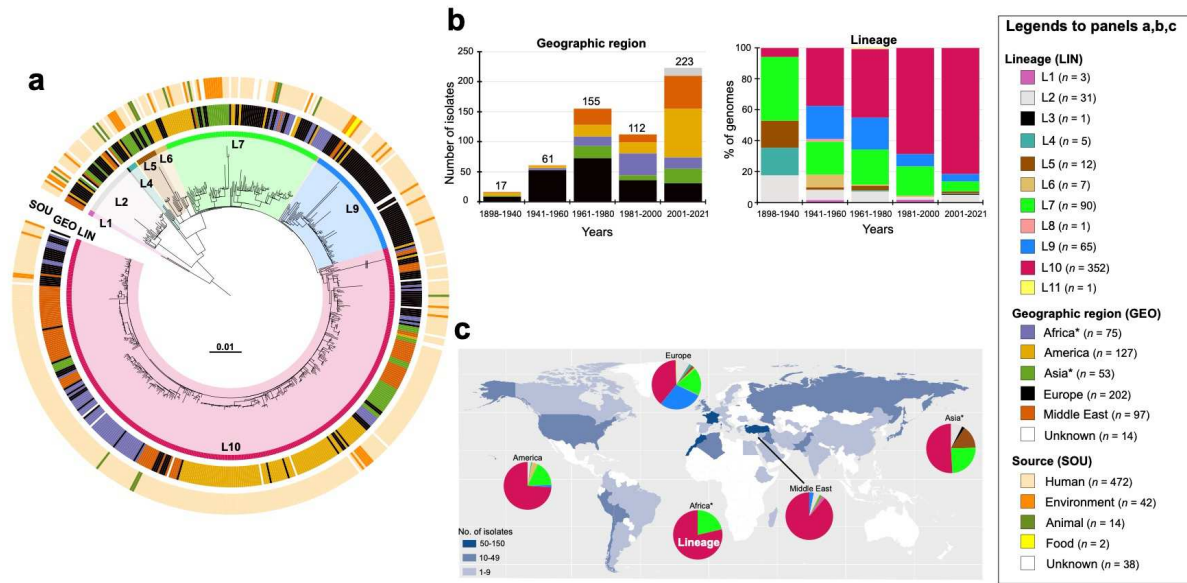 a
SOU GEO LIN
L1
L2
L4
L5
L6
L7
L9
L10
0.01
b
Geographic region
Number of isolates
250
200
150
100
50
0
17
61
155
112
223
1898-1940
1941-1960
1961-1980
1981-2000
2001-2021
Years
Lineage
% of genomes
100
80
60
40
20
0
1898-1940
1941-1960
1961-1980
1981-2000
2001-2021
Years
c
Europe
Asia*
America
Africa*
Lineage
Middle East
No. of isolates
50-150
10-49
1-9
Legends to panels a,b,c
Lineage (LIN)
L1 (n = 3)
L2 (n = 31)
L3 (n = 1)
L4 (n = 5)
L5 (n = 12)
L6 (n = 7)
L7 (n = 90)
L8 (n = 1)
L9 (n = 65)
L10 (n = 352)
L11 (n = 1)
Geographic region (GEO)
Africa* (n = 75)
America (n = 127)
Asia* (n = 53)
Europe (n = 202)
Middle East (n = 97)
Unknown (n = 14)
Source (SOU)
Human (n = 472)
Environment (n = 42)
Animal (n = 14)
Food (n = 2)
Unknown (n = 38)